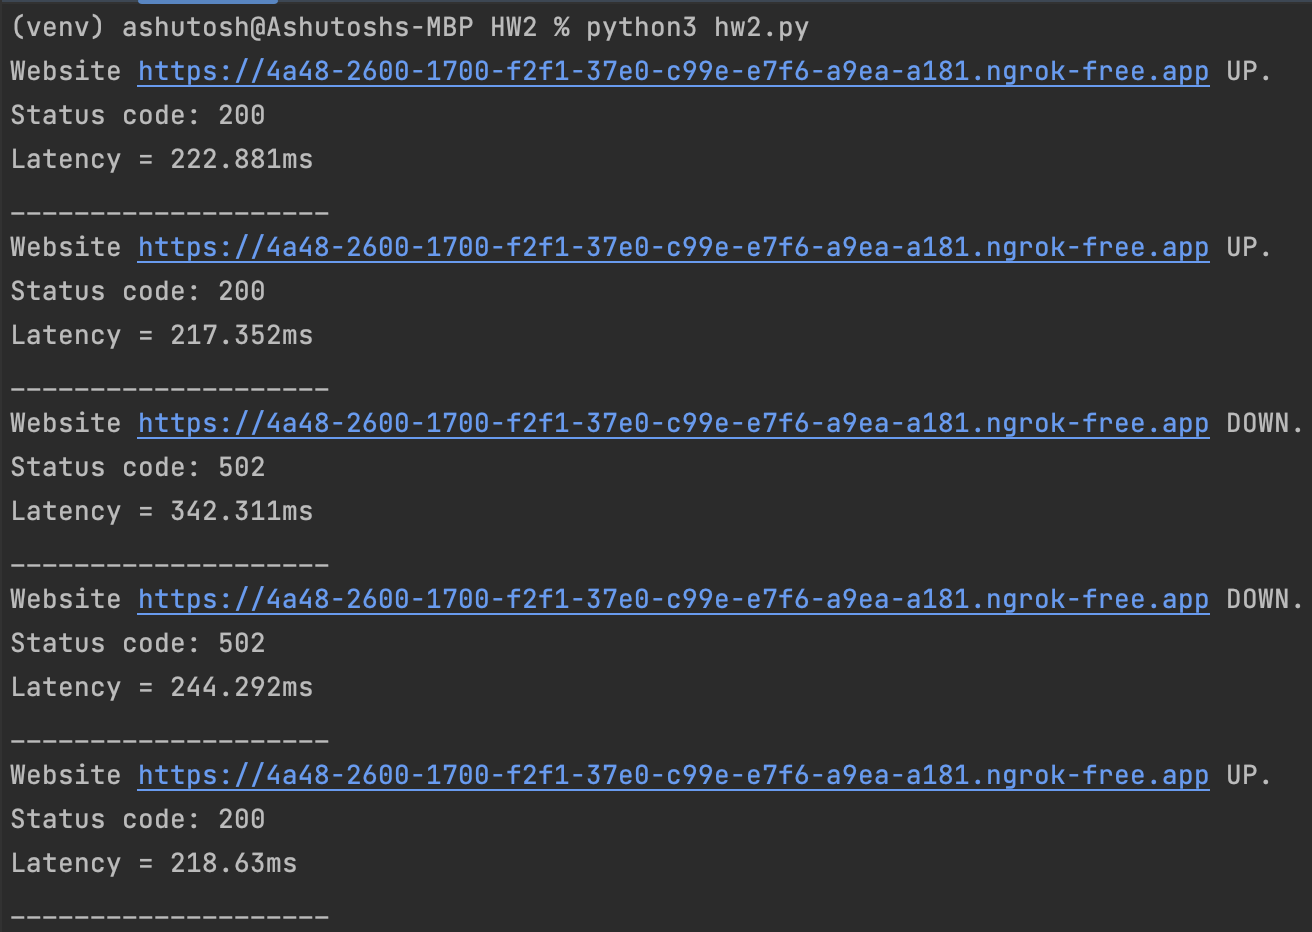 (venv) ashutosh@Ashutoshs-MBP HW2 % python3 hw2.py
Website https://4a48-2600-1700-f2f1-37e0-c99e-e7f6-a9ea-a181.ngrok-free.app UP.
Status code: 200
Latency = 222.881ms
--------------------
Website https://4a48-2600-1700-f2f1-37e0-c99e-e7f6-a9ea-a181.ngrok-free.app UP.
Status code: 200
Latency = 217.352ms
--------------------
Website https://4a48-2600-1700-f2f1-37e0-c99e-e7f6-a9ea-a181.ngrok-free.app DOWN.
Status code: 502
Latency = 342.311ms
--------------------
Website https://4a48-2600-1700-f2f1-37e0-c99e-e7f6-a9ea-a181.ngrok-free.app DOWN.
Status code: 502
Latency = 244.292ms
--------------------
Website https://4a48-2600-1700-f2f1-37e0-c99e-e7f6-a9ea-a181.ngrok-free.app UP.
Status code: 200
Latency = 218.63ms
--------------------